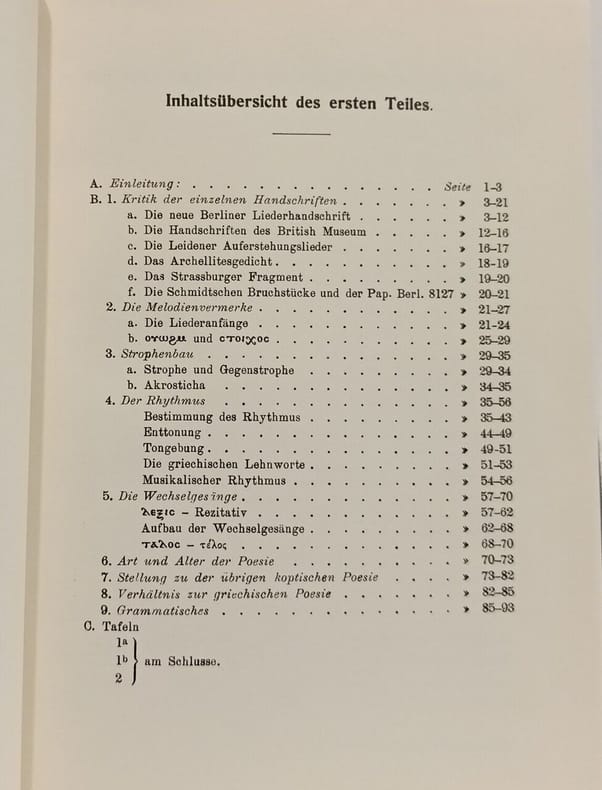 Inhaltsübersicht des ersten Teiles.
A. Einleitung: . . . . . . . . . . . . . . . Seite 1–3
B. 1. Kritik der einzelnen Handschriften . . . . . . . » 3–21
a. Die neue Berliner Liederhandschrift . . . . . . » 3–12
b. Die Handschriften des British Museum . . . . . » 12–16
c. Die Leidener Auferstehungslieder . . . . . . . » 16–17
d. Das Archellitesgedicht . . . . . . . . . . . » 18-19
e. Das Strassburger Fragment . . . . . . . . . » 19–20
f. Die Schmidtschen Bruchstücke und der Pap. Berl. 8127 » 20–21
2. Die Melodienvermerke . . . . . . . . . . . . » 21–27
a. Die Liederanfänge . . . . . . . . . . . . » 21-24
b. ⲟⲩⲱϩⲙ und ⲥⲧⲟⲓⲭⲟⲥ . . . . . . . . . . . » 25–29
3. Strophenbau . . . . . . . . . . . . . . . » 29–35
a. Strophe und Gegenstrophe . . . . . . . . . » 29–34
b. Akrosticha . . . . . . . . . . . . . . » 34–35
4. Der Rhythmus . . . . . . . . . . . . . . » 35–56
Bestimmung des Rhythmus . . . . . . . . . » 35–43
Enttonung . . . . . . . . . . . . . . . » 44–49
Tongebung . . . . . . . . . . . . . . . » 49-51
Die griechischen Lehnworte . . . . . . . . . » 51–53
Musikalischer Rhythmus . . . . . . . . . . » 54–56
5. Die Wechselgesänge . . . . . . . . . . . . . » 57–70
ⲗⲉⲝⲓⲥ – Rezitativ . . . . . . . . . . . . » 57–62
Aufbau der Wechselgesänge . . . . . . . . . » 62–68
ⲧⲁⲗⲟⲥ – τέλος . . . . . . . . . . . . . » 68–70
6. Art und Alter der Poesie . . . . . . . . . . » 70–73
7. Stellung zu der übrigen koptischen Poesie . . . . » 73–82
8. Verhältnis zur griechischen Poesie . . . . . . . » 82–85
9. Grammatisches . . . . . . . . . . . . . . » 85–93
C. Tafeln
1a
1b } am Schlusse.
2